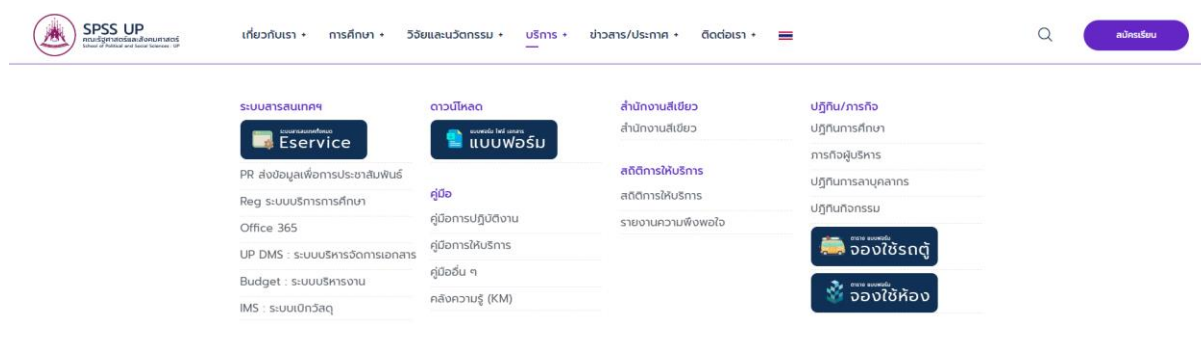 SPSS UP
คณะรัฐศาสตร์และสังคมศาสตร์
School of Political and Social Sciences : UP
เกี่ยวกับเรา +
การศึกษา +
วิจัยและนวัตกรรม +
บริการ +
ข่าวสาร/ประกาศ +
ติดต่อเรา +
สมัครเรียน
ระบบสารสนเทศฯ
ระบบสารสนเทศทั้งหมด
Eservice
PR ส่งข้อมูลเพื่อการประชาสัมพันธ์
Reg ระบบบริการการศึกษา
Office 365
UP DMS : ระบบบริหารจัดการเอกสาร
Budget : ระบบบริหารงาน
IMS : ระบบเบิกวัสดุ
ดาวน์โหลด
แบบฟอร์ม ไฟล์ เอกสาร
แบบฟอร์ม
คู่มือ
คู่มือการปฏิบัติงาน
คู่มือการให้บริการ
คู่มืออื่น ๆ
คลังความรู้ (KM)
สำนักงานสีเขียว
สำนักงานสีเขียว
สถิติการให้บริการ
สถิติการให้บริการ
รายงานความพึงพอใจ
ปฎิทิน/ภารกิจ
ปฎิทินการศึกษา
ภารกิจผู้บริหาร
ปฎิทินการลาบุคลากร
ปฎิทินกิจกรรม
ตาราง แบบฟอร์ม
จองใช้รถตู้
ตาราง แบบฟอร์ม
จองใช้ห้อง